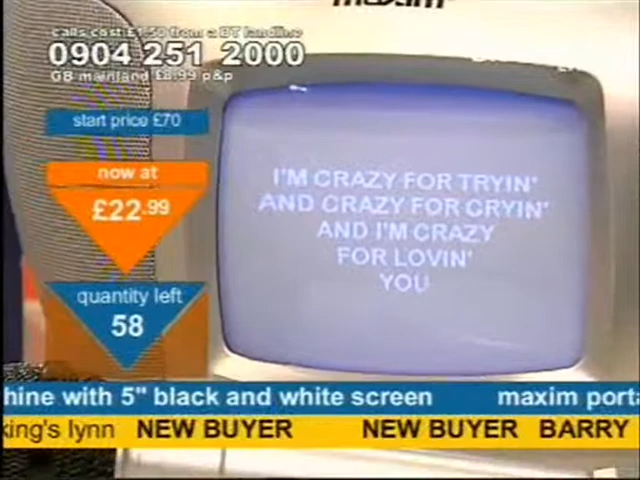 maxim
calls cost £1.50 from a BT landline
0904 251 2000
GB mainland £8.99 p&p
start price £70
now at
£22.99
quantity left
58
I'M CRAZY FOR TRYIN'
AND CRAZY FOR CRYIN'
AND I'M CRAZY
FOR LOVIN'
YOU
hine with 5" black and white screen maxim porta
king's lynn NEW BUYER NEW BUYER BARRY